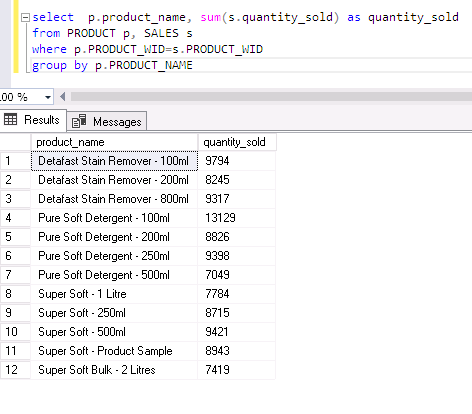 select p.product_name, sum(s.quantity_sold) as quantity_sold
from PRODUCT p, SALES s
where p.PRODUCT_WID=s.PRODUCT_WID
group by p.PRODUCT_NAME
.00 %
Results Messages
product_name quantity_sold
1 Detafast Stain Remover - 100ml 9794
2 Detafast Stain Remover - 200ml 8245
3 Detafast Stain Remover - 800ml 9317
4 Pure Soft Detergent - 100ml 13129
5 Pure Soft Detergent - 200ml 8826
6 Pure Soft Detergent - 250ml 9398
7 Pure Soft Detergent - 500ml 7049
8 Super Soft - 1 Litre 7784
9 Super Soft - 250ml 8715
10 Super Soft - 500ml 9421
11 Super Soft - Product Sample 8943
12 Super Soft Bulk - 2 Litres 7419